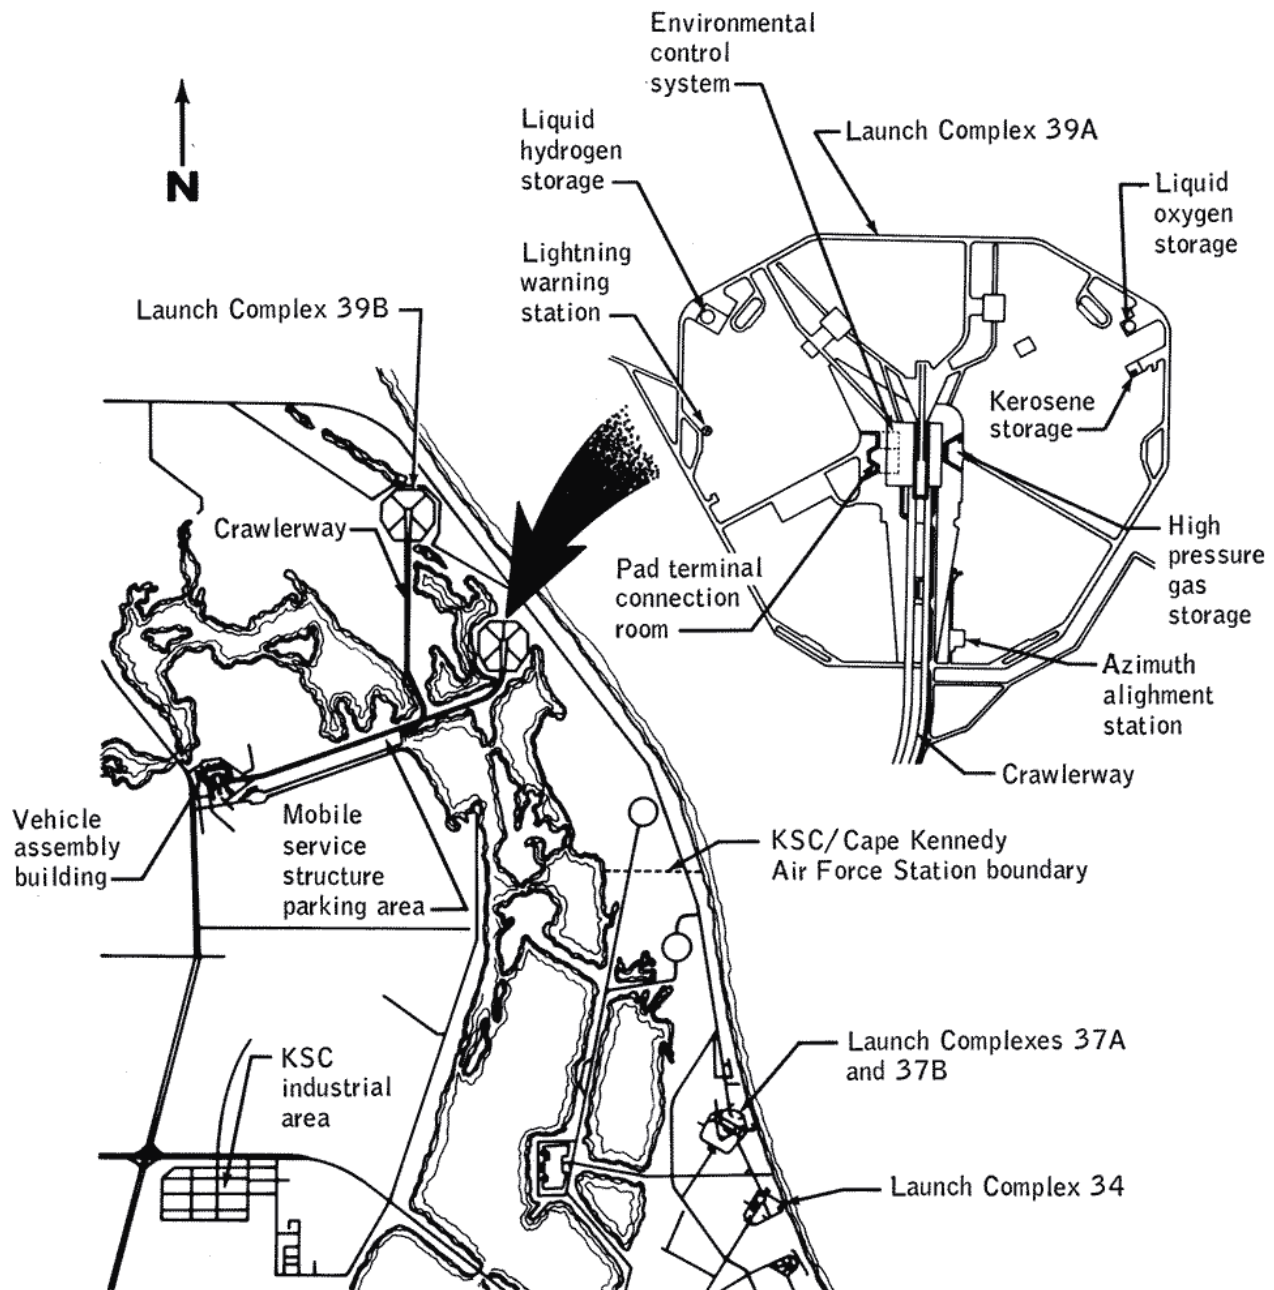 Environmental
control
system
Launch Complex 39A
Liquid
hydrogen
storage
Liquid
oxygen
storage
N
Lightning
warning
station
Launch Complex 39B
Kerosene
storage
Crawlerway
High
pressure
gas
storage
Pad terminal
connection
room
Azimuth
alighment
station
Crawlerway
Vehicle
assembly
building
Mobile
service
structure
parking area
KSC/Cape Kennedy
Air Force Station boundary
KSC
industrial
area
Launch Complexes 37A
and 37B
Launch Complex 34